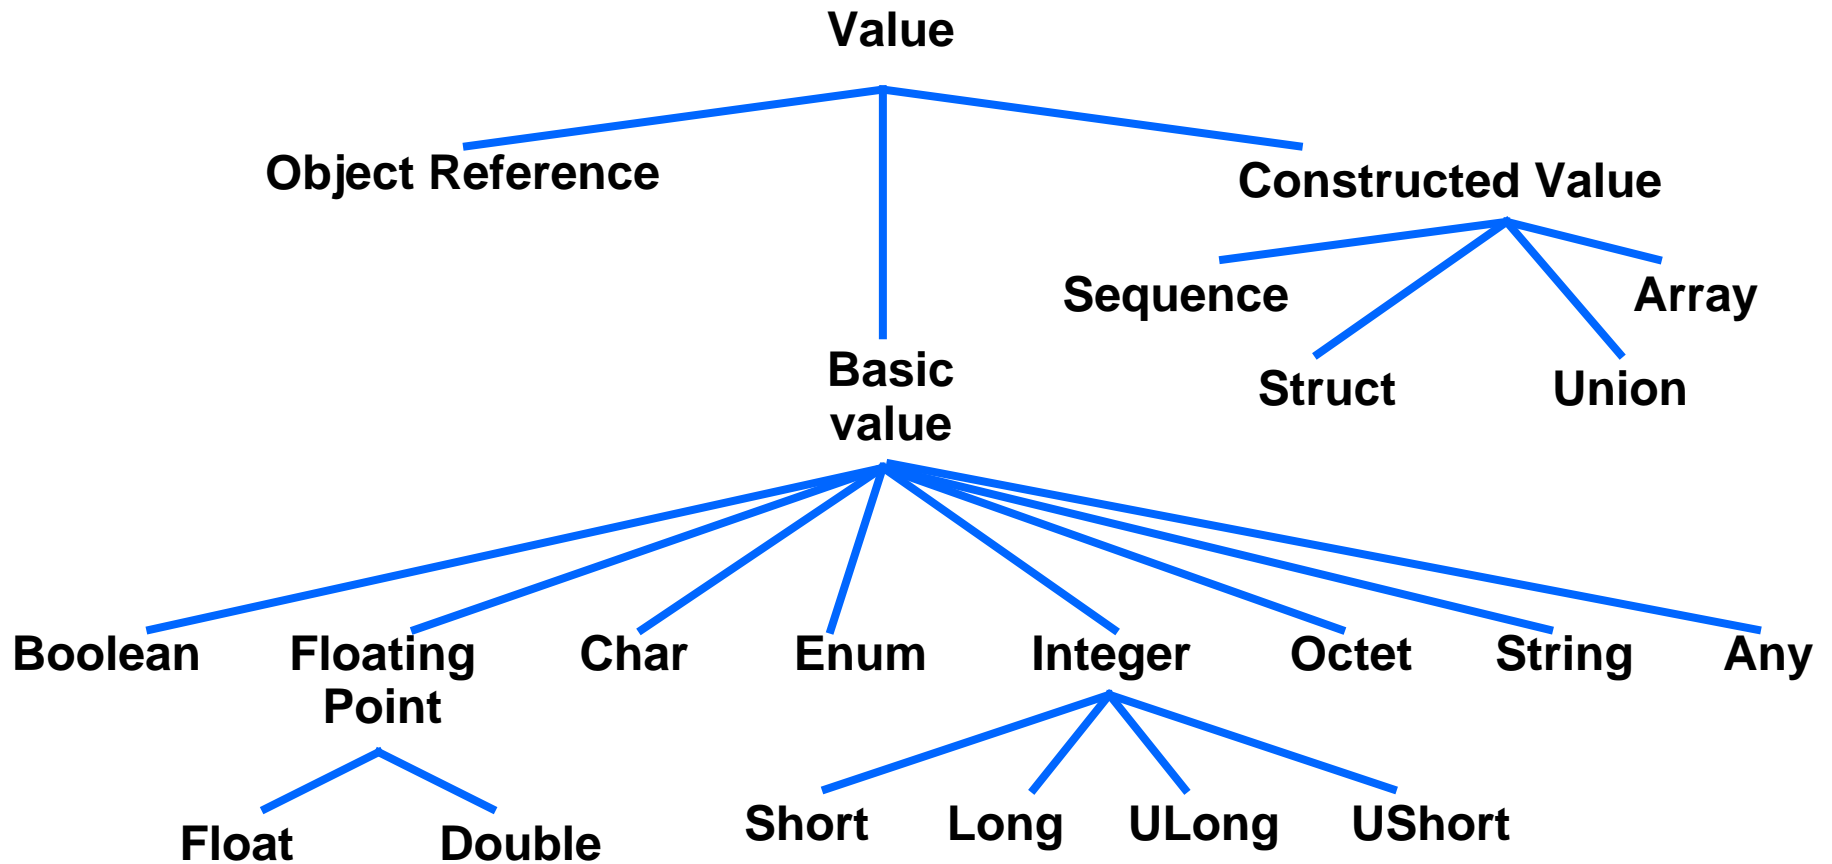 Value
Object Reference
Constructed Value
Sequence
Array
Struct
Union
Basic
value
Boolean
Floating
Point
Char
Enum
Integer
Octet
String
Any
Float
Double
Short
Long
ULong
UShort